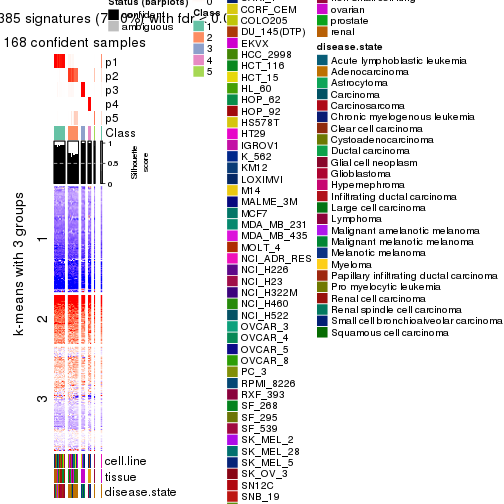 Status (barplots)
confident
ambiguous
385 signatures
with fdr < 0.0
168 confident samples
p1
p2
p3
p4
p5
Class
1
0.5
0
Silhouette
score
k-means with 3 groups
1
2
3
cell.line
tissue
disease.state
Class
1
2
3
4
5
0
CCRF_CEM
COLO205
DU_145(DTP)
EKVX
HCC_2998
HCT_116
HCT_15
HL_60
HOP_62
HOP_92
HS578T
HT29
IGROV1
K_562
KM12
LOXIMVI
M14
MALME_3M
MCF7
MDA_MB_231
MDA_MB_435
MOLT_4
NCI_ADR_RES
NCI_H226
NCI_H23
NCI_H322M
NCI_H460
NCI_H522
OVCAR_3
OVCAR_4
OVCAR_5
OVCAR_8
PC_3
RPMI_8226
RXF_393
SF_268
SF_295
SF_539
SK_MEL_2
SK_MEL_28
SK_MEL_5
SK_OV_3
SN12C
SNB_19
ovarian
prostate
renal
disease.state
Acute lymphoblastic leukemia
Adenocarcinoma
Astrocytoma
Carcinoma
Carcinosarcoma
Chronic myelogenous leukemia
Clear cell carcinoma
Cystoadenocarcinoma
Ductal carcinoma
Glial cell neoplasm
Glioblastoma
Hypernephroma
Infiltrating ductal carcinoma
Large cell carcinoma
Lymphoma
Malignant amelanotic melanoma
Malignant melanotic melanoma
Melanotic melanoma
Myeloma
Papillary infiltrating ductal carcinoma
Pro myelocytic leukemia
Renal cell carcinoma
Renal spindle cell carcinoma
Small cell bronchioalveolar carcinoma
Squamous cell carcinoma